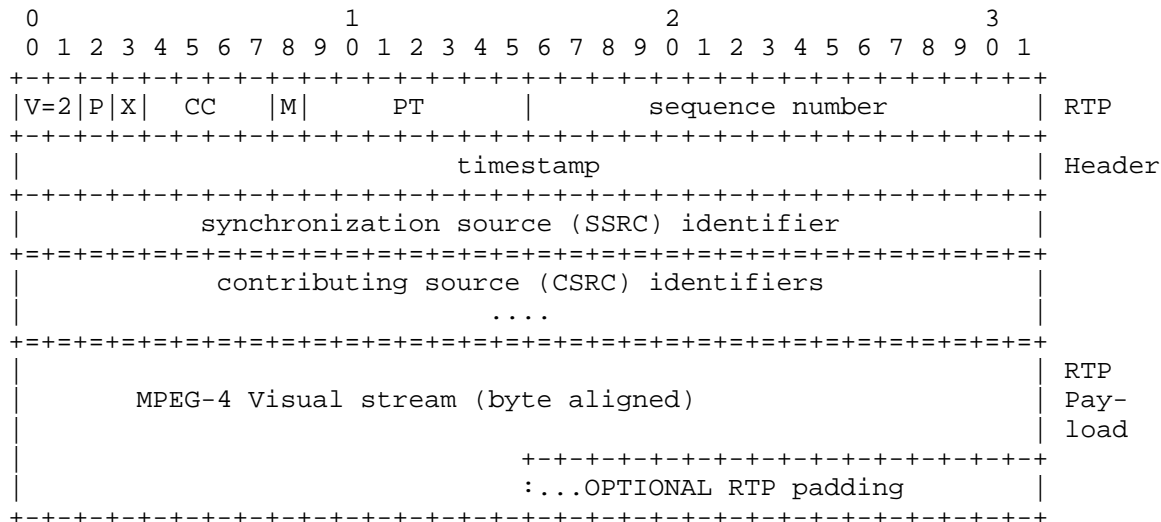 0                   1                   2                   3
 0 1 2 3 4 5 6 7 8 9 0 1 2 3 4 5 6 7 8 9 0 1 2 3 4 5 6 7 8 9 0 1
+-+-+-+-+-+-+-+-+-+-+-+-+-+-+-+-+-+-+-+-+-+-+-+-+-+-+-+-+-+-+-+-+
|V=2|P|X|  CC   |M|     PT      |       sequence number         | RTP
+-+-+-+-+-+-+-+-+-+-+-+-+-+-+-+-+-+-+-+-+-+-+-+-+-+-+-+-+-+-+-+-+
|                           timestamp                           | Header
+-+-+-+-+-+-+-+-+-+-+-+-+-+-+-+-+-+-+-+-+-+-+-+-+-+-+-+-+-+-+-+-+
|           synchronization source (SSRC) identifier            |
+=+=+=+=+=+=+=+=+=+=+=+=+=+=+=+=+=+=+=+=+=+=+=+=+=+=+=+=+=+=+=+=+
|            contributing source (CSRC) identifiers             |
|                             ....                              |
+=+=+=+=+=+=+=+=+=+=+=+=+=+=+=+=+=+=+=+=+=+=+=+=+=+=+=+=+=+=+=+=+
|                                                               | RTP
|       MPEG-4 Visual stream (byte aligned)                     | Pay-
|                                                               | load
|                               +-+-+-+-+-+-+-+-+-+-+-+-+-+-+-+-+
|                               :...OPTIONAL RTP padding        |
+-+-+-+-+-+-+-+-+-+-+-+-+-+-+-+-+-+-+-+-+-+-+-+-+-+-+-+-+-+-+-+-+